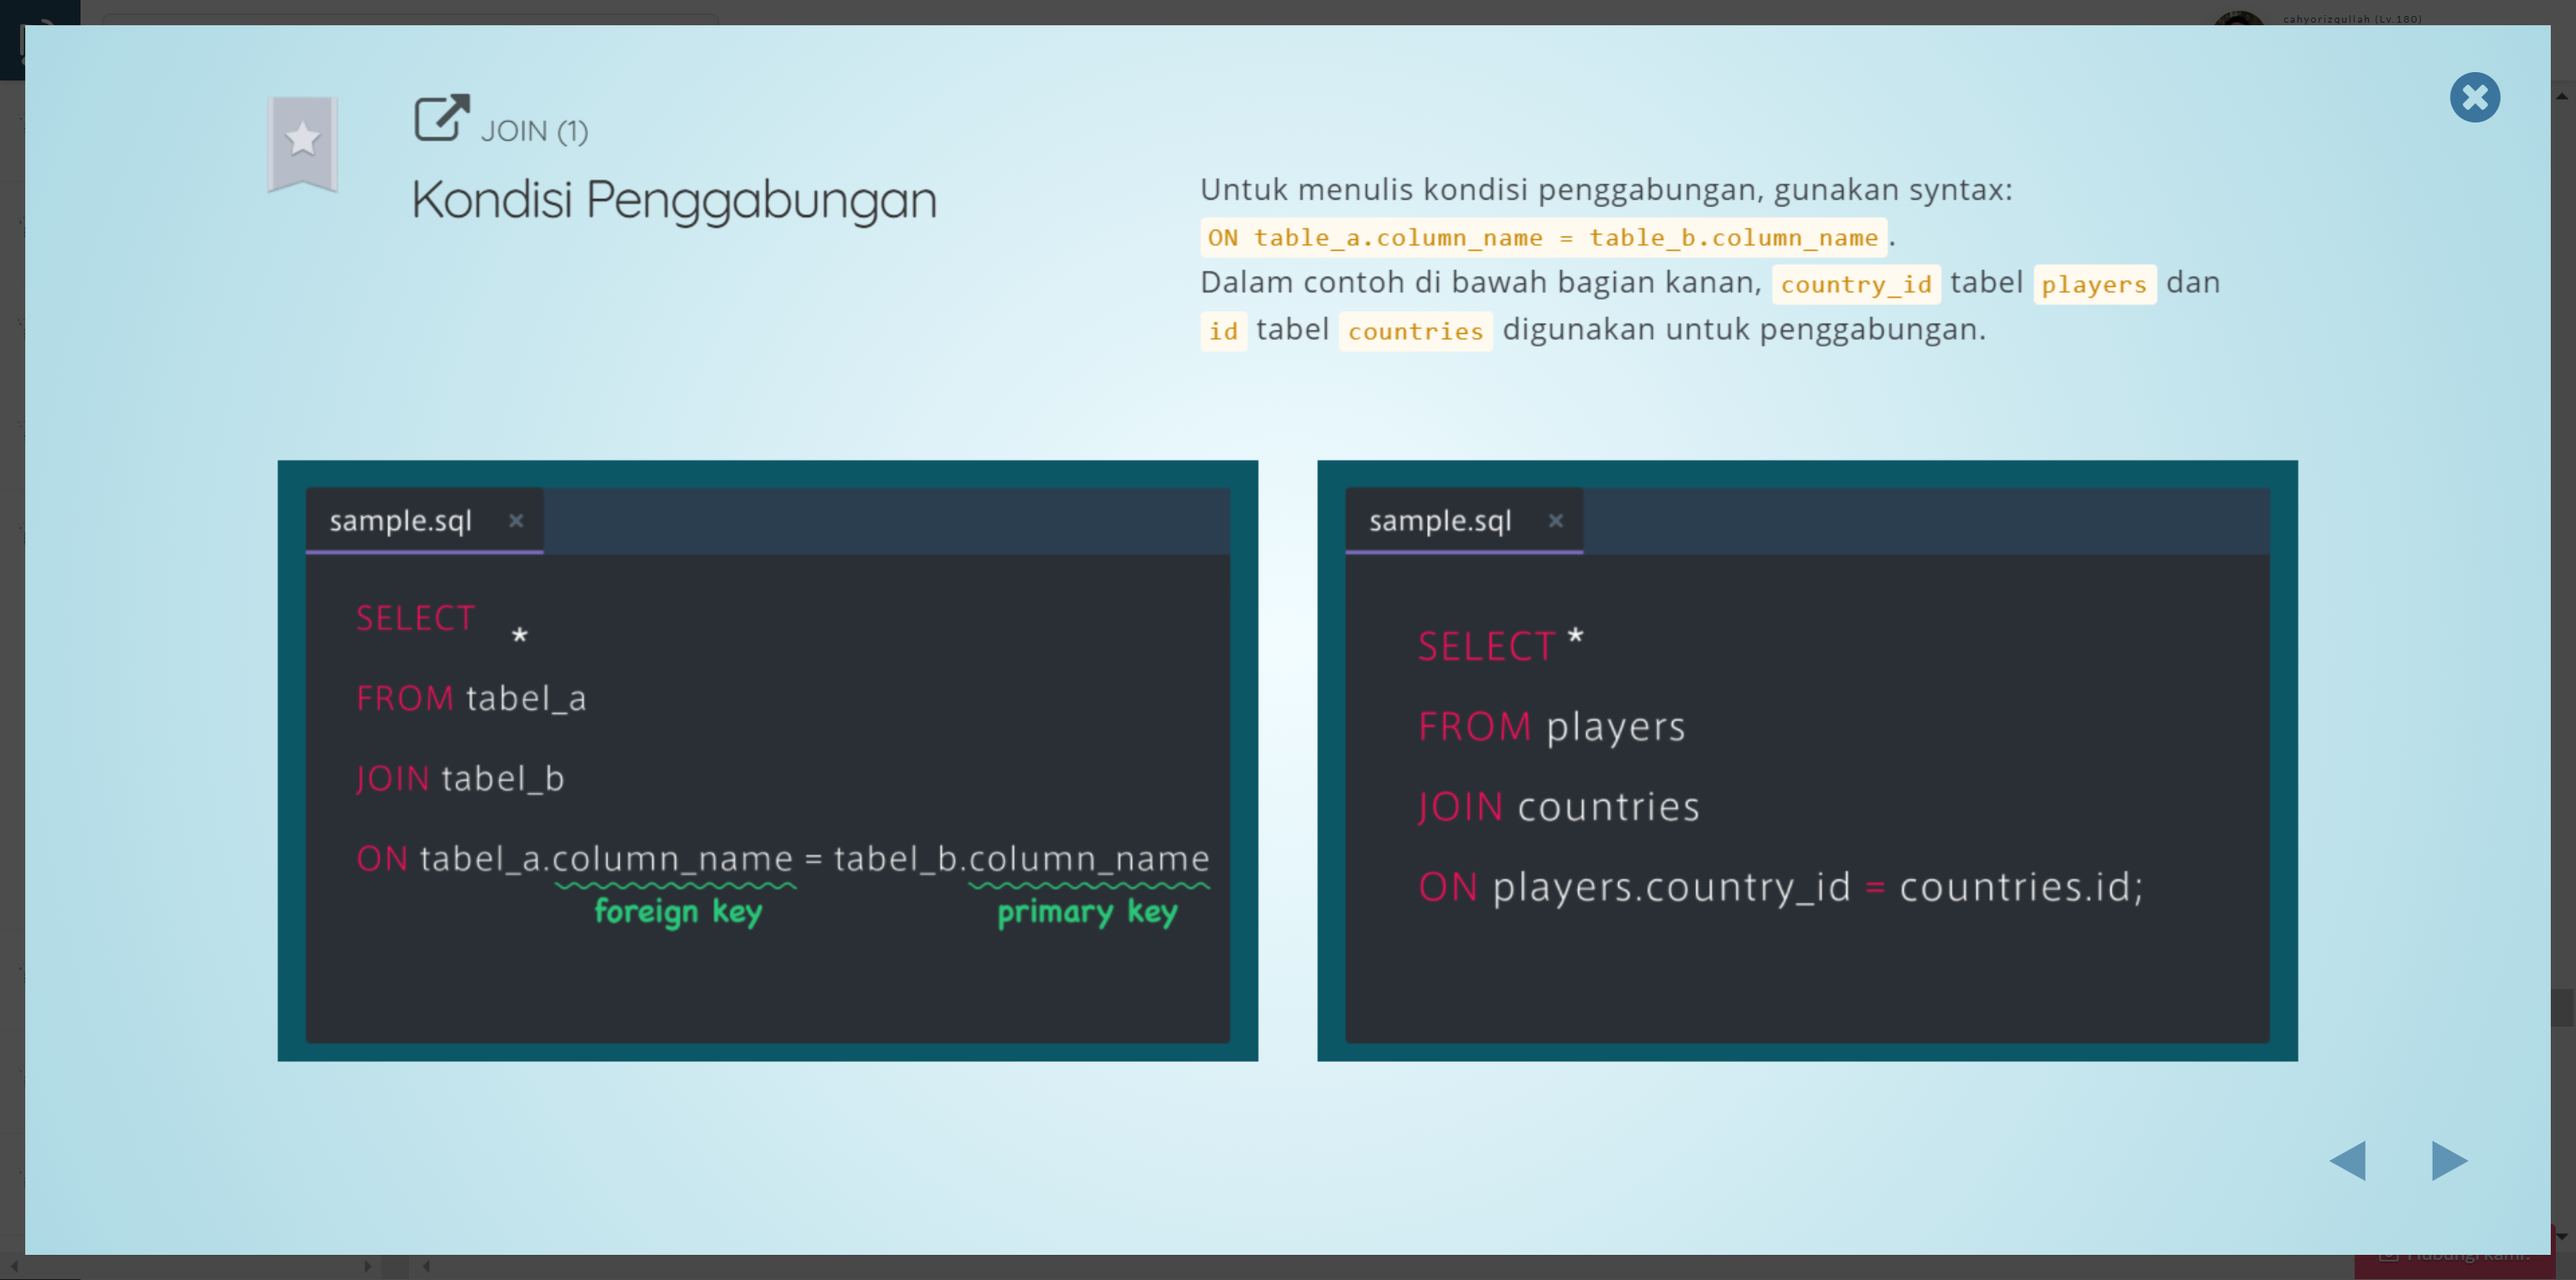 cahyorizqullah (Lv.180)
JOIN (1)
Kondisi Penggabungan
Untuk menulis kondisi penggabungan, gunakan syntax:
ON table_a.column_name = table_b.column_name.
Dalam contoh di bawah bagian kanan, country_id tabel players dan
id tabel countries digunakan untuk penggabungan.
sample.sql ×
SELECT
*
FROM tabel_a
JOIN tabel_b
ON tabel_a.column_name = tabel_b.column_name
foreign key primary key
sample.sql ×
SELECT *
FROM players
JOIN countries
ON players.country_id = countries.id;
Hubungi kami!